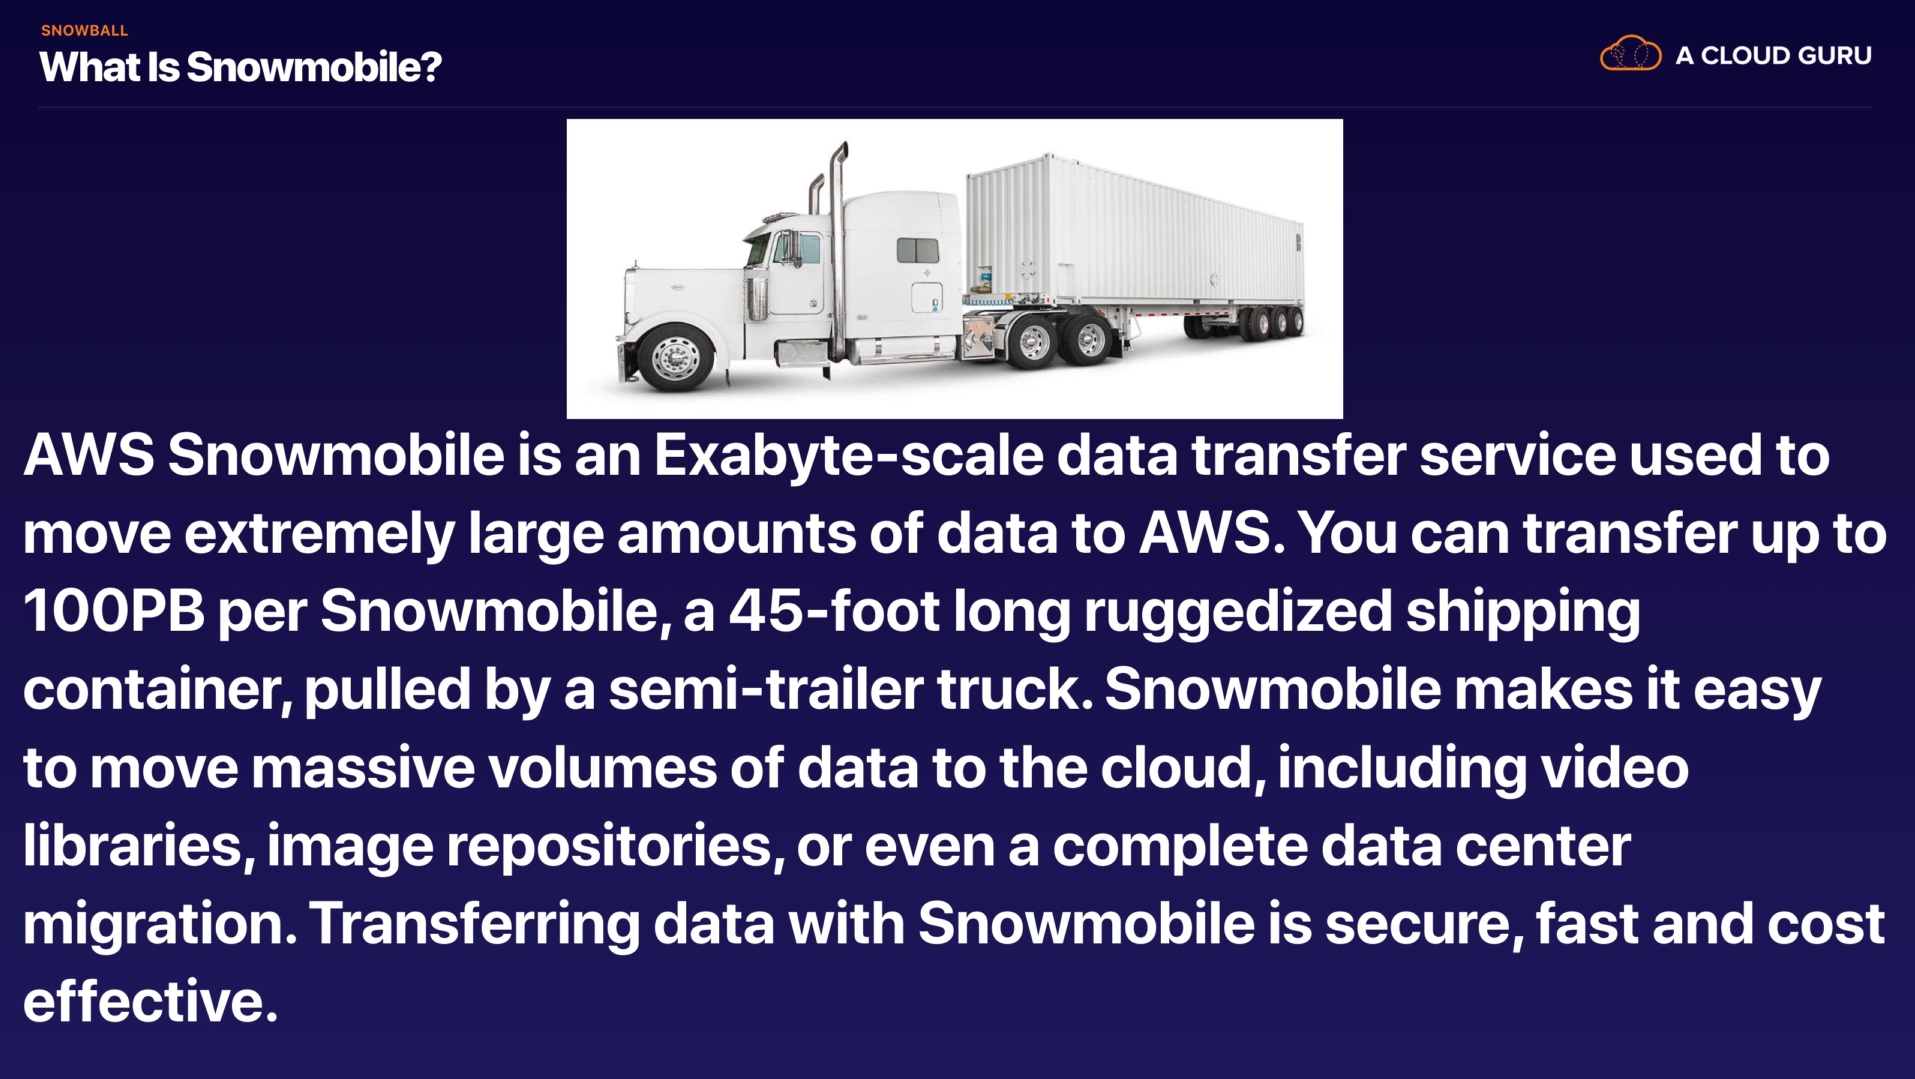 SNOWBALL
What Is Snowmobile?
A CLOUD GURU
AWS Snowmobile is an Exabyte-scale data transfer service used to
move extremely large amounts of data to AWS. You can transfer up to
100PB per Snowmobile, a 45-foot long ruggedized shipping
container, pulled by a semi-trailer truck. Snowmobile makes it easy
to move massive volumes of data to the cloud, including video
libraries, image repositories, or even a complete data center
migration. Transferring data with Snowmobile is secure, fast and cost
effective.